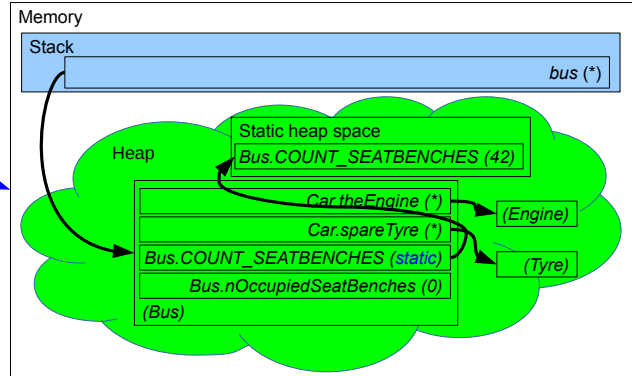 Memory
Stack
bus (*)
Static heap space
Bus.COUNT_SEATBENCHES (42)
Heap
Car.theEngine (*)
(Engine)
Car.spareTyre (*)
Bus.COUNT_SEATBENCHES (static)
(Tyre)
Bus.nOccupiedSeatBenches (0)
(Bus)